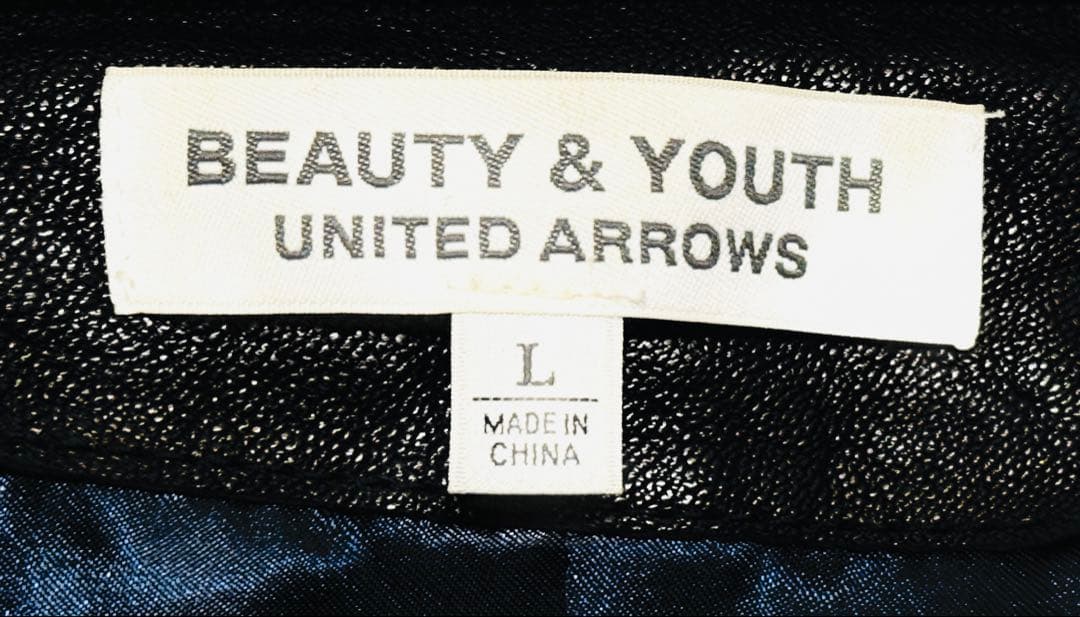 BEAUTY & YOUTH
UNITED ARROWS
L
MADE IN
CHINA